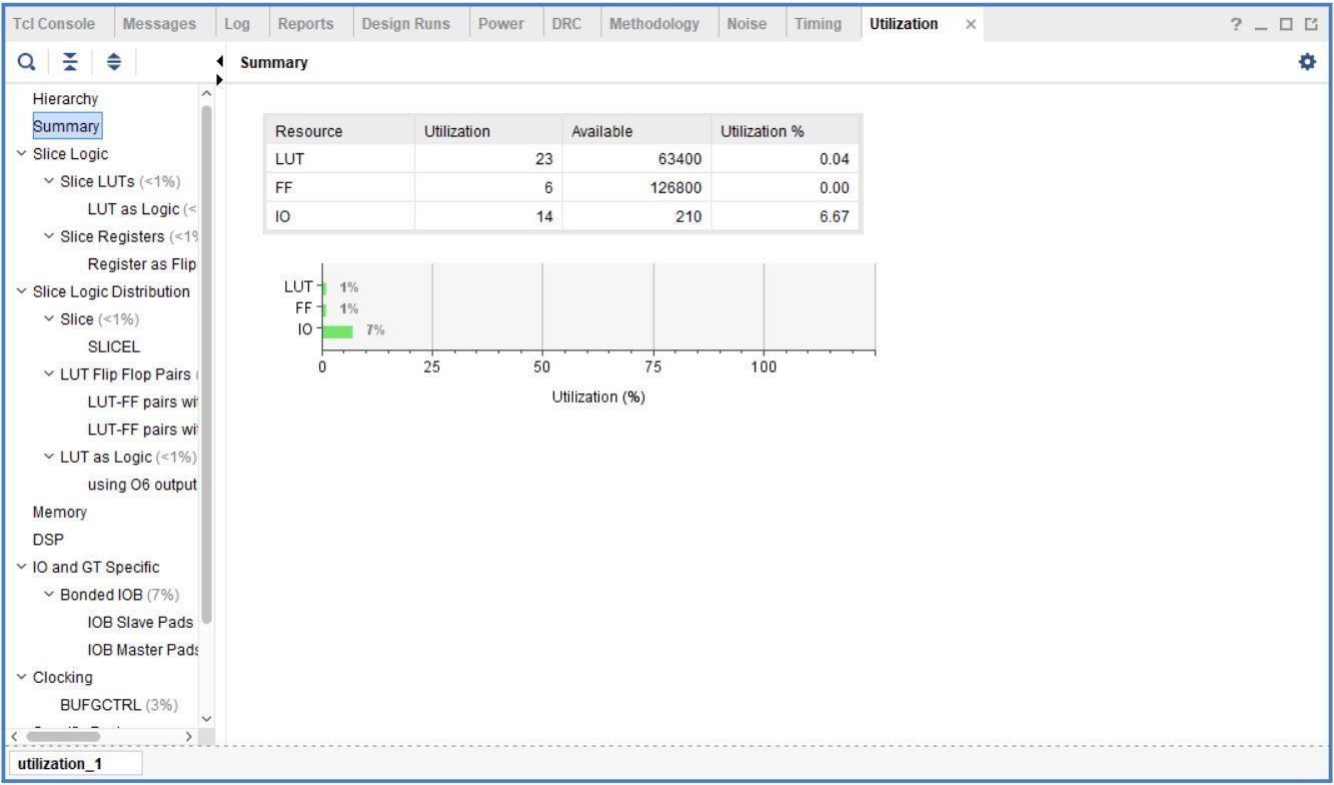 Tcl Console Messages Log Reports Design Runs Power DRC Methodology Noise Timing Utilization × ?
Summary
Hierarchy
Summary
Slice Logic
Slice LUTs (<1%)
LUT as Logic (<
Slice Registers (<1%
Register as Flip
Slice Logic Distribution
Slice (<1%)
SLICEL
LUT Flip Flop Pairs (
LUT-FF pairs wit
LUT-FF pairs wit
LUT as Logic (<1%)
using O6 output
Memory
DSP
IO and GT Specific
Bonded IOB (7%)
IOB Slave Pads
IOB Master Pads
Clocking
BUFGCTRL (3%)
Resource Utilization Available Utilization %
LUT 23 63400 0.04
FF 6 126800 0.00
IO 14 210 6.67
LUT 1%
FF 1%
IO 7%
0 25 50 75 100
Utilization (%)
utilization_1